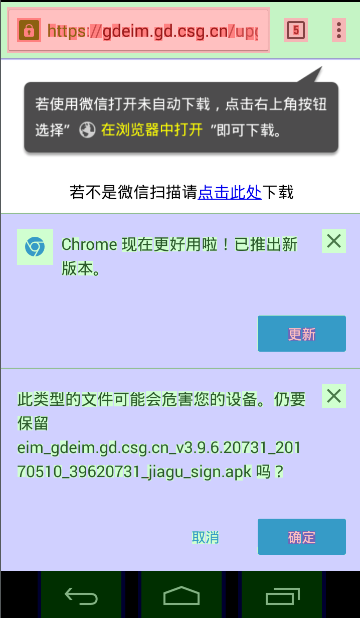 https://gdeim.gd.csg.cn/upg
5
若使用微信打开未自动下载，点击右上角按钮
选择” 在浏览器中打开 ”即可下载。
若不是微信扫描请点击此处下载
Chrome 现在更好用啦！已推出新
版本。
更新
此类型的文件可能会危害您的设备。仍要
保留
eim_gdeim.gd.csg.cn_v3.9.6.20731_201
70510_39620731_jiagu_sign.apk 吗？
取消 确定